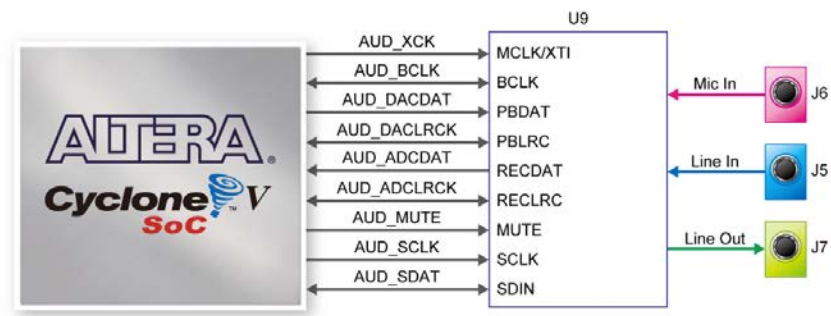 U9
AUD_XCK MCLK/XTI
AUD_BCLK BCLK
AUD_DACDAT PBDAT
AUD_DACLRCK PBLRC
AUD_ADCDAT RECDAT
AUD_ADCLRCK RECLRC
AUD_MUTE MUTE
AUD_SCLK SCLK
AUD_SDAT SDIN
ALTERA®
Cyclone™ V
SoC
Mic In J6
Line In J5
Line Out J7